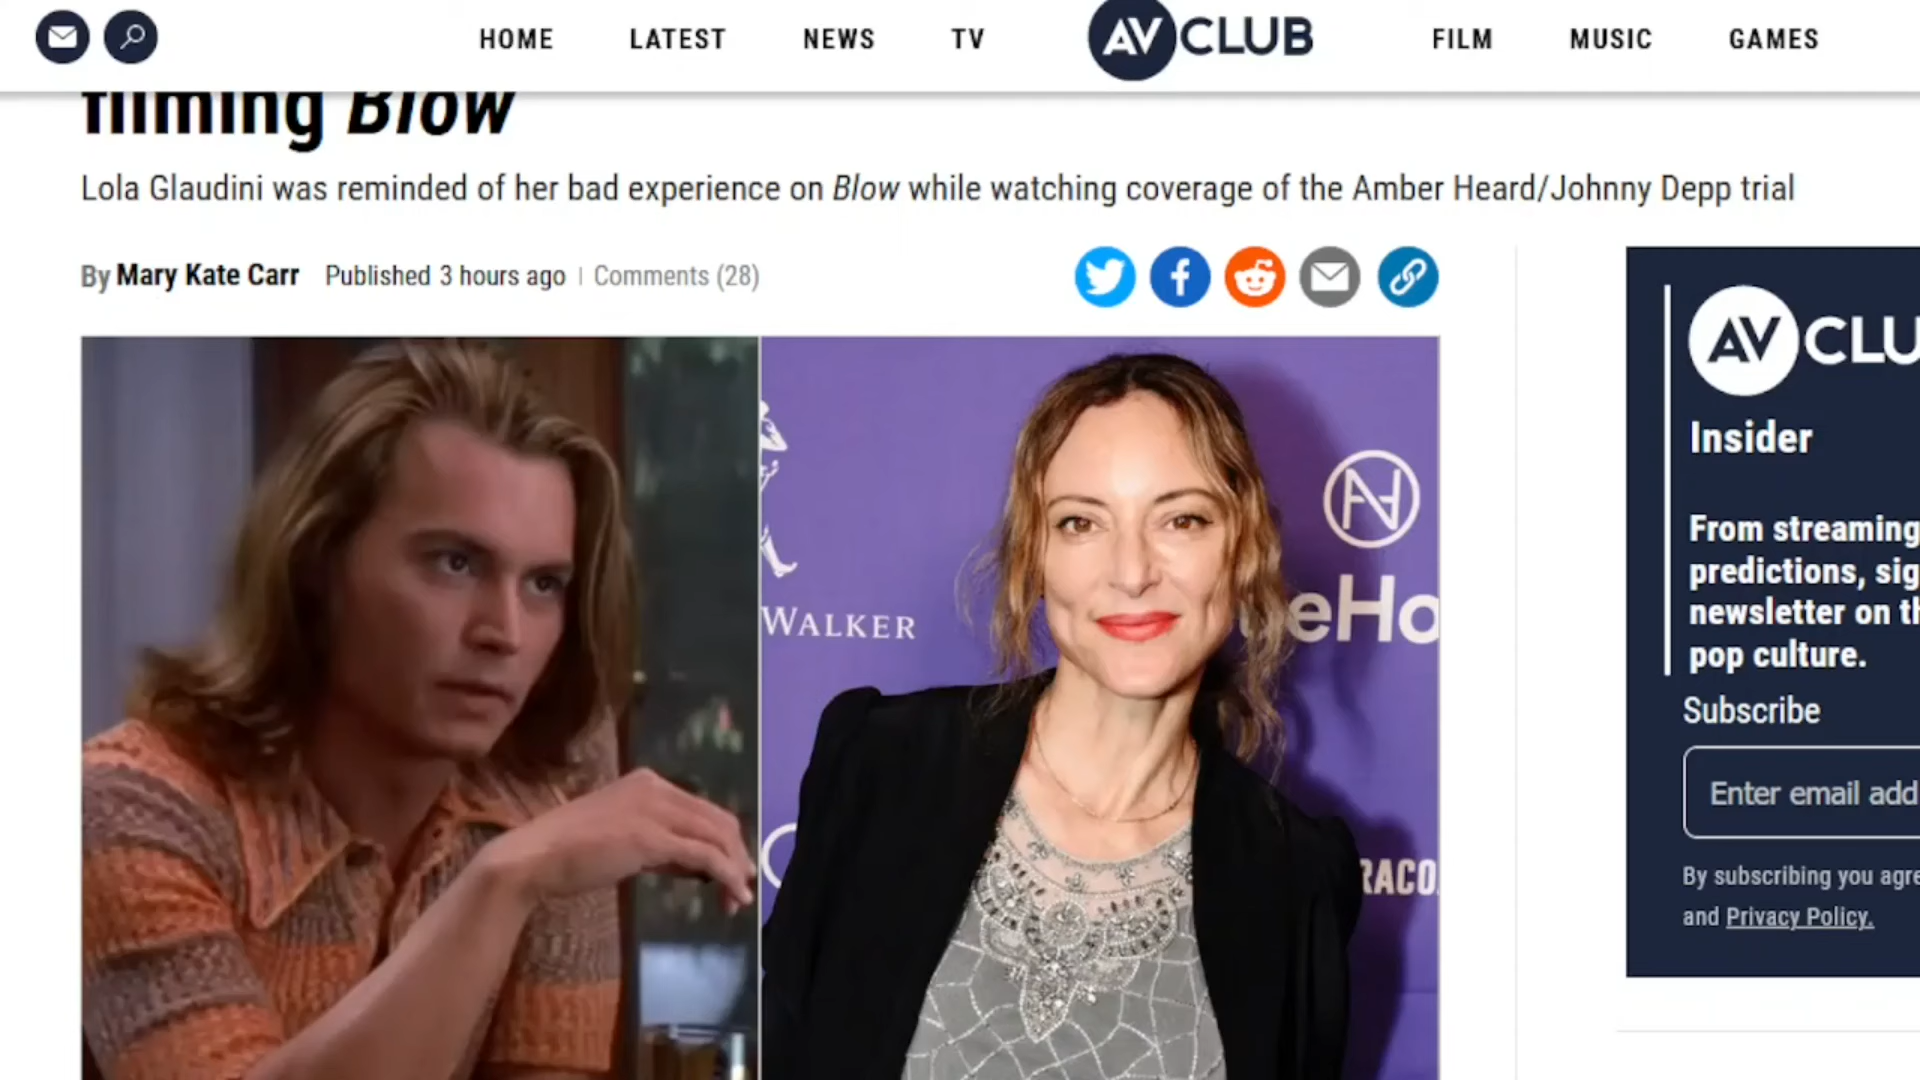 HOME LATEST NEWS TV AV CLUB FILM MUSIC GAMES
filming Blow
Lola Glaudini was reminded of her bad experience on Blow while watching coverage of the Amber Heard/Johnny Depp trial
By Mary Kate Carr Published 3 hours ago | Comments (28)
WALKER
eHo
RACO
AV CLU
Insider
From streaming
predictions, sig
newsletter on th
pop culture.
Subscribe
Enter email add
By subscribing you agre
and Privacy Policy.